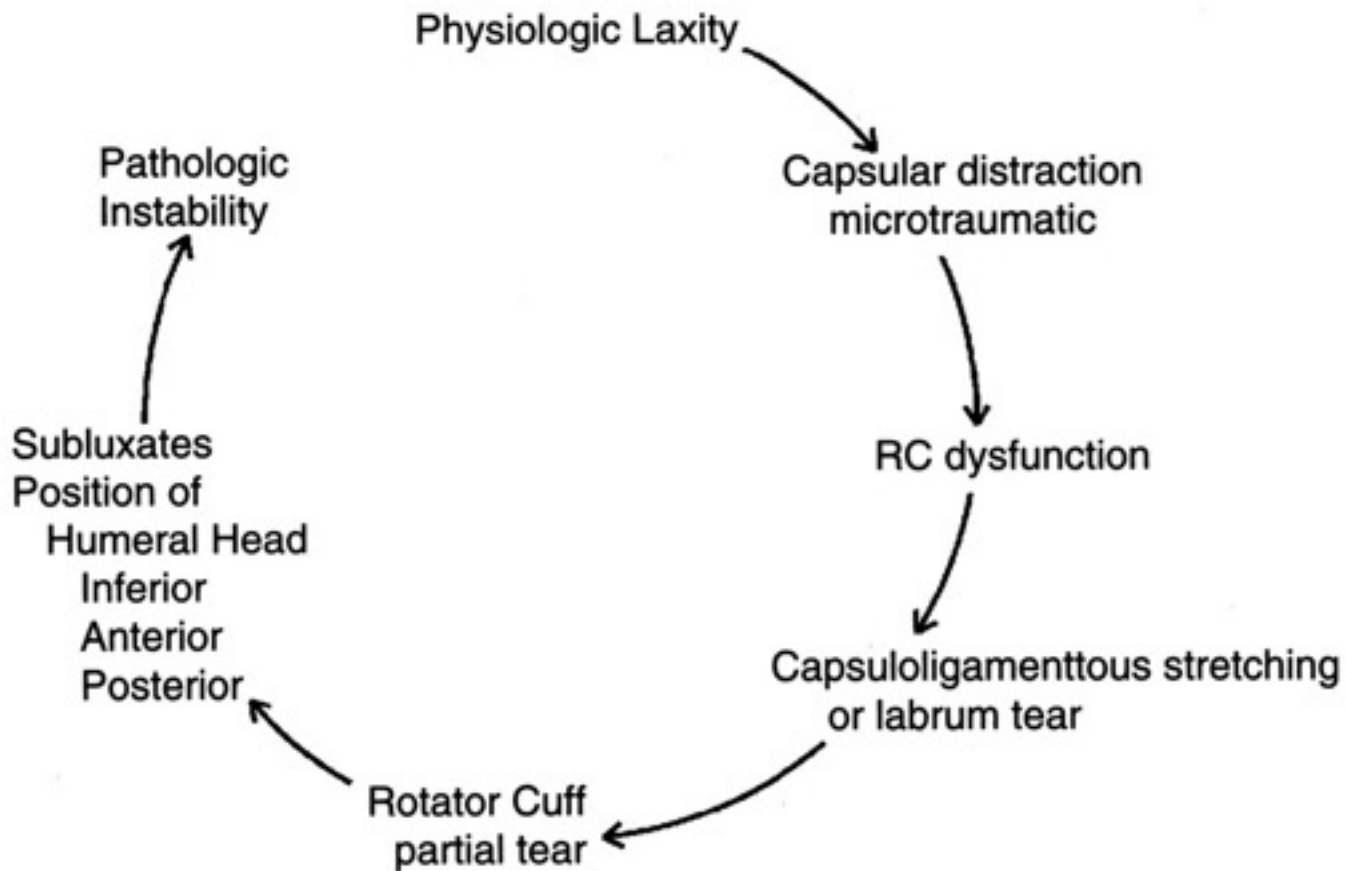 Physiologic Laxity
Capsular distraction
microtraumatic
RC dysfunction
Capsuloligamenttous stretching
or labrum tear
Rotator Cuff
partial tear
Subluxates
Position of
Humeral Head
Inferior
Anterior
Posterior
Pathologic
Instability